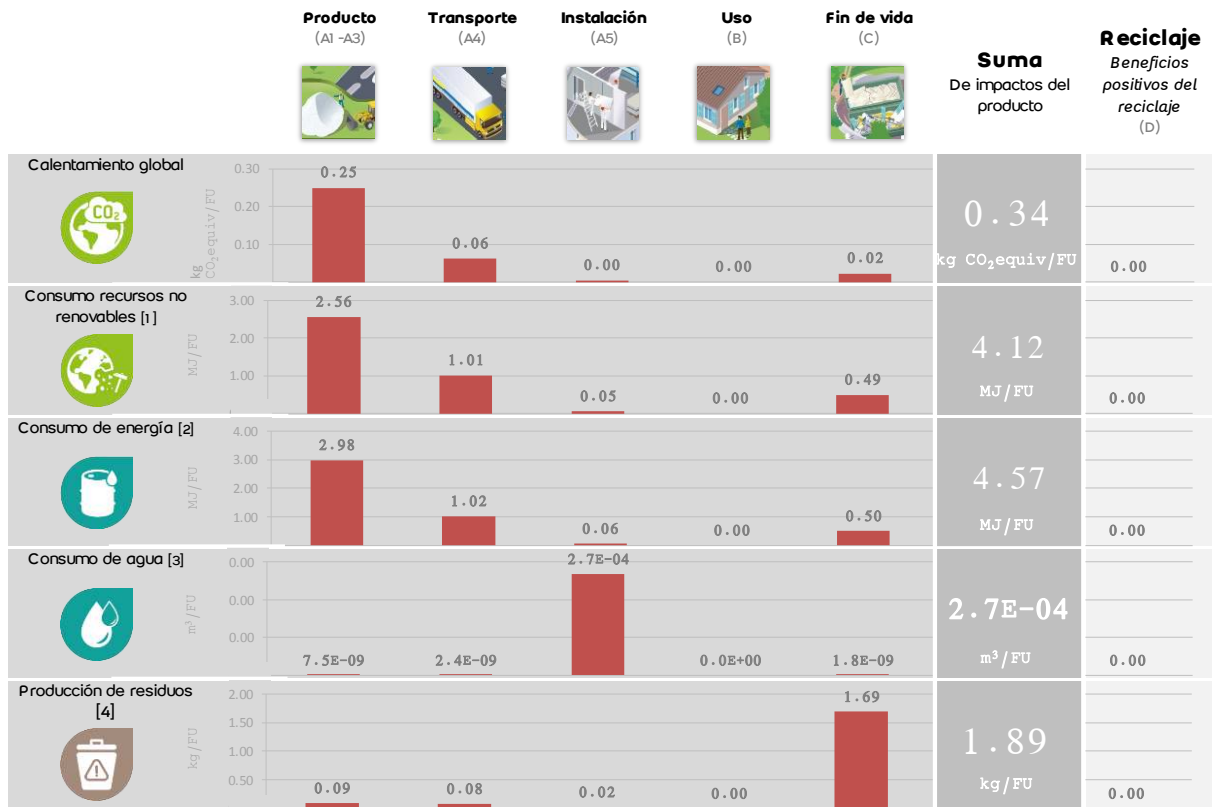 Producto
(A1 -A3)
Transporte
(A4)
Instalación
(A5)
Uso
(B)
Fin de vida
(C)
Suma
De impactos del
producto
Reciclaje
Beneficios
positivos del
reciclaje
(D)
Calentamiento global
CO₂
kg
CO₂equiv/FU
0.30
0.20
0.10
0.25
0.06
0.00
0.00
0.02
0.34
kg CO₂equiv/FU
0.00
Consumo recursos no
renovables [1]
MJ/FU
3.00
2.00
1.00
2.56
1.01
0.05
0.00
0.49
4.12
MJ/FU
0.00
Consumo de energía [2]
MJ/FU
4.00
3.00
2.00
1.00
2.98
1.02
0.06
0.00
0.50
4.57
MJ/FU
0.00
Consumo de agua [3]
m³/FU
0.00
0.00
0.00
7.5E-09
2.4E-09
2.7E-04
0.0E+00
1.8E-09
2.7E-04
m³/FU
0.00
Producción de residuos
[4]
kg/FU
2.00
1.50
1.00
0.50
0.09
0.08
0.02
0.00
1.69
1.89
kg/FU
0.00